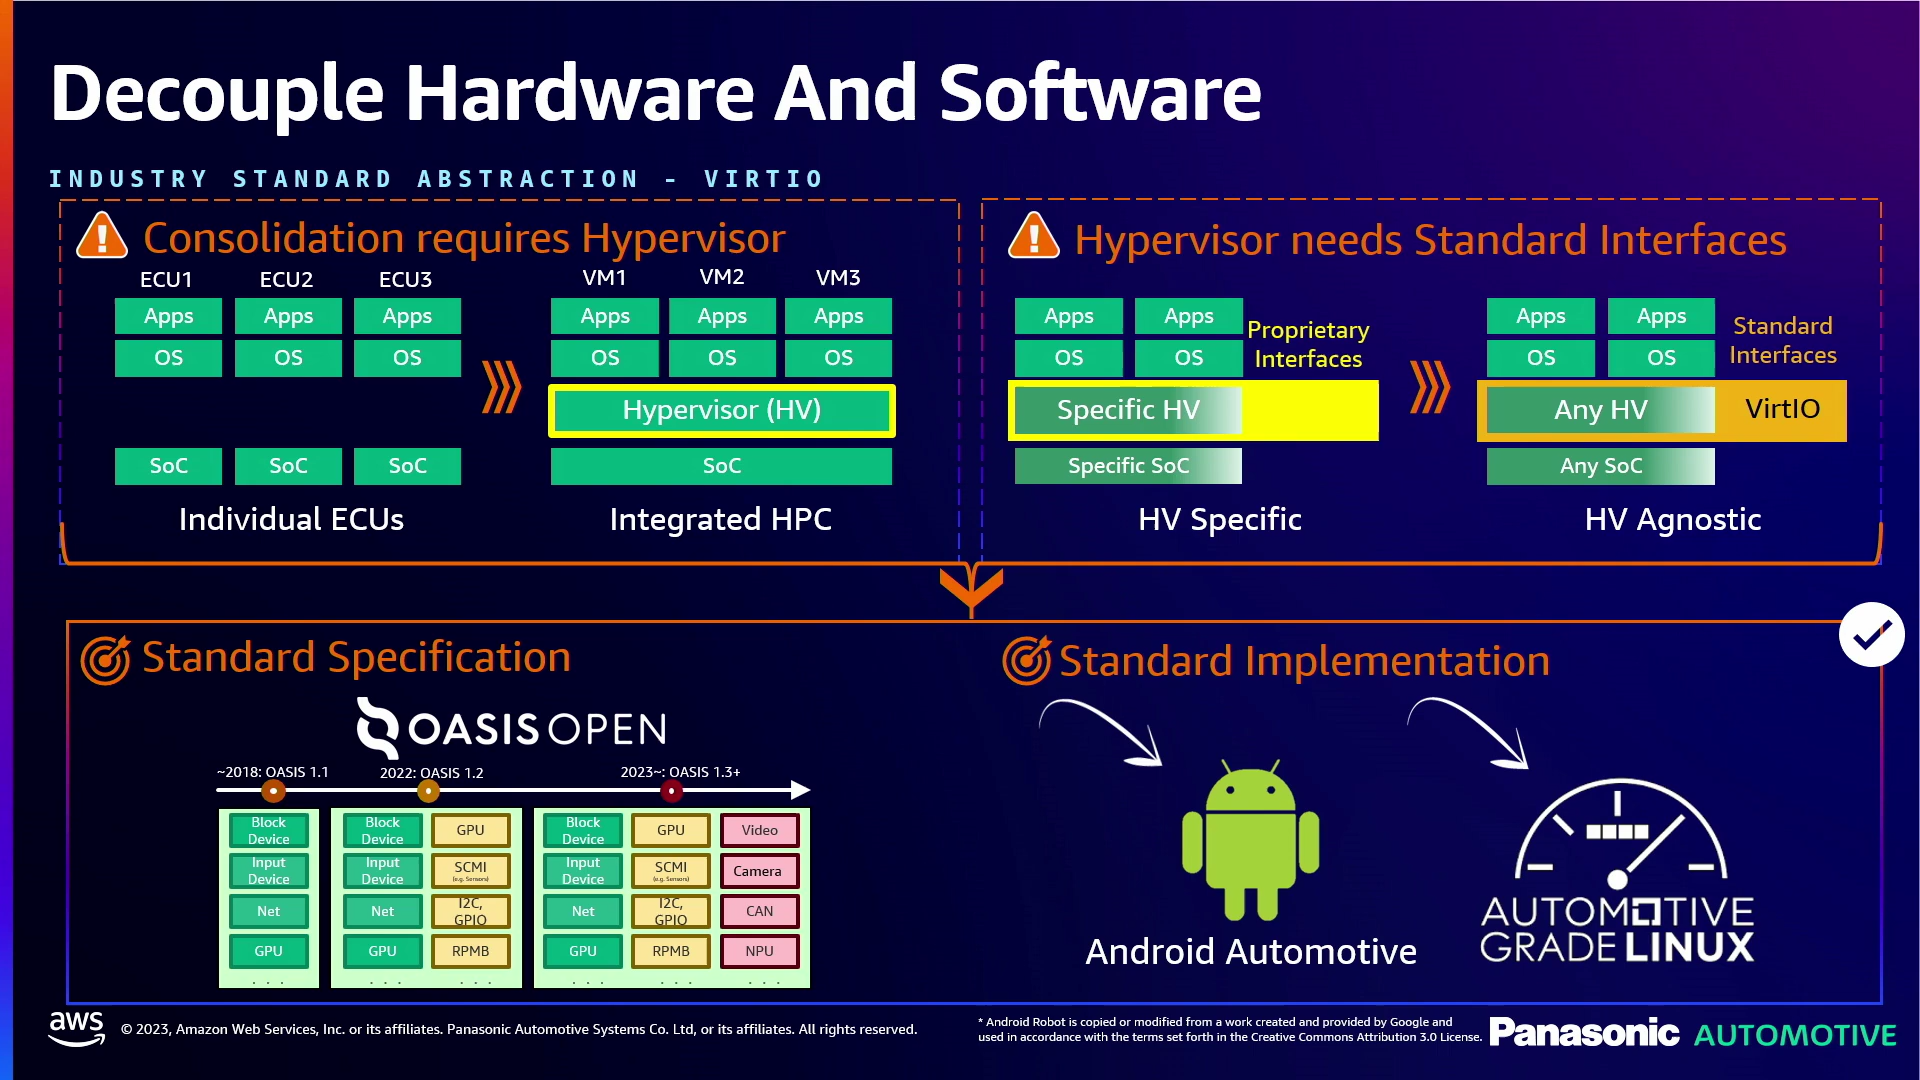 Decouple Hardware And Software
INDUSTRY STANDARD ABSTRACTION - VIRTIO
Consolidation requires Hypervisor
ECU1 ECU2 ECU3
Apps Apps Apps
OS OS OS
SoC SoC SoC
Individual ECUs
VM1 VM2 VM3
Apps Apps Apps
OS OS OS
Hypervisor (HV)
SoC
Integrated HPC
Hypervisor needs Standard Interfaces
Apps Apps
OS OS
Proprietary
Interfaces
Specific HV
Specific SoC
HV Specific
Apps Apps
OS OS
Standard
Interfaces
Any HV VirtIO
Any SoC
HV Agnostic
Standard Specification
OASIS OPEN
~2018: OASIS 1.1 2022: OASIS 1.2 2023~: OASIS 1.3+
Block
Device
Input
Device
Net
GPU
. . .
Block
Device
Input
Device
Net
GPU
. . .
GPU
SCMI
(e.g. Sensors)
I2C,
GPIO
RPMB
. . .
Block
Device
Input
Device
Net
GPU
. . .
GPU
SCMI
(e.g. Sensors)
I2C,
GPIO
RPMB
. . .
Video
Camera
CAN
NPU
. . .
Standard Implementation
Android Automotive
AUTOMOTIVE
GRADE LINUX
aws
© 2023, Amazon Web Services, Inc. or its affiliates. Panasonic Automotive Systems Co. Ltd, or its affiliates. All rights reserved.
* Android Robot is copied or modified from a work created and provided by Google and
used in accordance with the terms set forth in the Creative Commons Attribution 3.0 License.
Panasonic AUTOMOTIVE